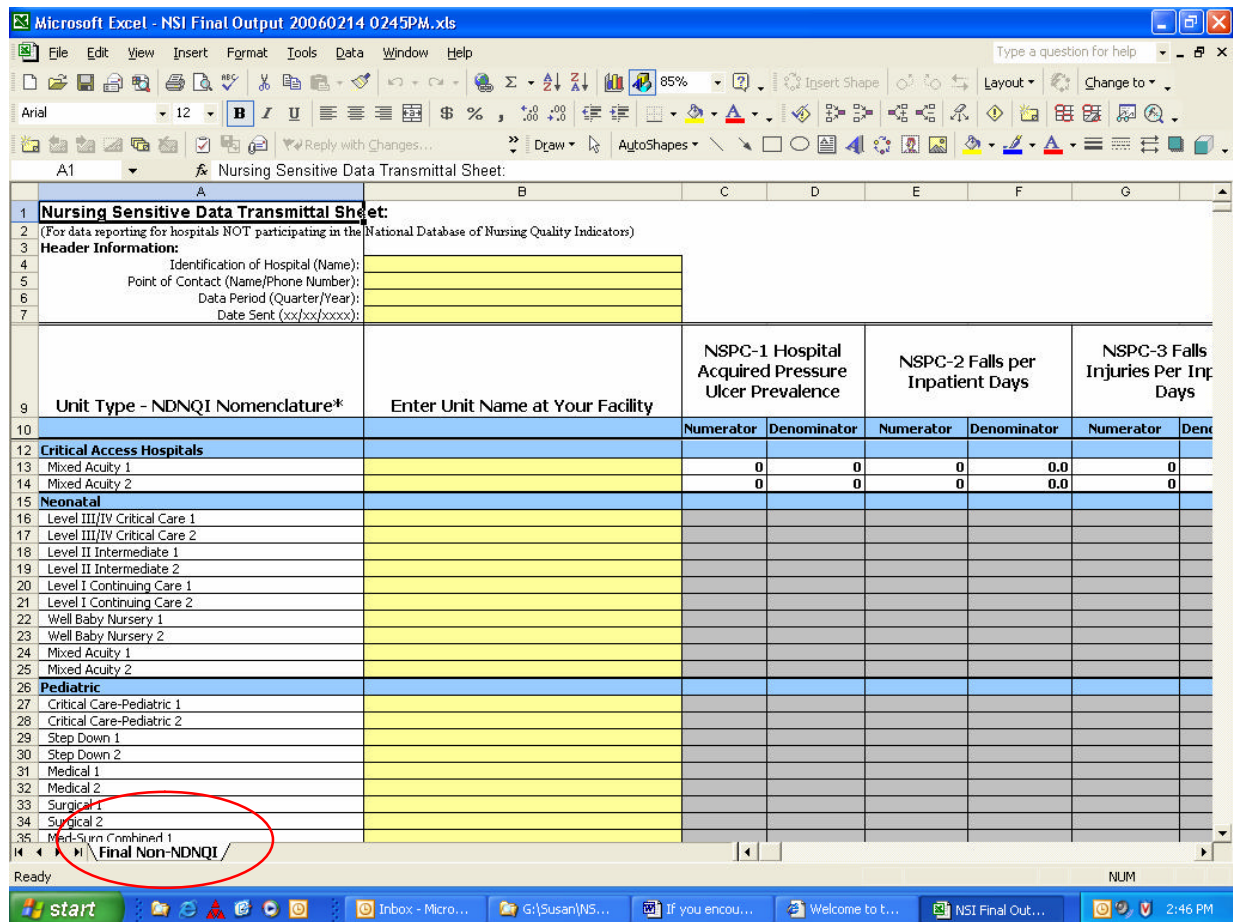 Microsoft Excel - NSI Final Output 20060214 0245PM.xls
File Edit View Insert Format Tools Data Window Help Type a question for help
85% Insert Shape Layout Change to
Arial 12 B I U $ % ,
Reply with Changes... Draw AutoShapes
A1 fx Nursing Sensitive Data Transmittal Sheet:
A B C D E F G
1 Nursing Sensitive Data Transmittal Sheet:
2 (For data reporting for hospitals NOT participating in the National Database of Nursing Quality Indicators)
3 Header Information:
4 Identification of Hospital (Name):
5 Point of Contact (Name/Phone Number):
6 Data Period (Quarter/Year):
7 Date Sent (xx/xx/xxxx):
NSPC-1 Hospital Acquired Pressure Ulcer Prevalence
NSPC-2 Falls per Inpatient Days
NSPC-3 Falls Injuries Per Inp Days
9 Unit Type - NDNQI Nomenclature* Enter Unit Name at Your Facility
10 Numerator Denominator Numerator Denominator Numerator Deno
12 Critical Access Hospitals
13 Mixed Acuity 1 0 0 0 0.0 0
14 Mixed Acuity 2 0 0 0 0.0 0
15 Neonatal
16 Level III/IV Critical Care 1
17 Level III/IV Critical Care 2
18 Level II Intermediate 1
19 Level II Intermediate 2
20 Level I Continuing Care 1
21 Level I Continuing Care 2
22 Well Baby Nursery 1
23 Well Baby Nursery 2
24 Mixed Acuity 1
25 Mixed Acuity 2
26 Pediatric
27 Critical Care-Pediatric 1
28 Critical Care-Pediatric 2
29 Step Down 1
30 Step Down 2
31 Medical 1
32 Medical 2
33 Surgical 1
34 Surgical 2
35 Med-Surg Combined 1
Final Non-NDNQI
Ready NUM
start Inbox - Micro... G:\Susan\NS... If you encou... Welcome to t... NSI Final Out... 2:46 PM